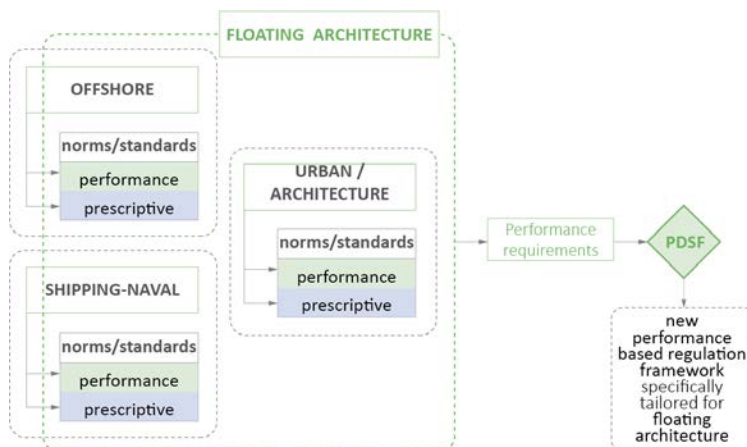 FLOATING ARCHITECTURE
OFFSHORE
norms/standards
performance
prescriptive
URBAN /
ARCHITECTURE
norms/standards
performance
prescriptive
SHIPPING-NAVAL
norms/standards
performance
prescriptive
Performance
requirements
PDSF
new
performance
based regulation
framework
specifically
tailored for
floating
architecture